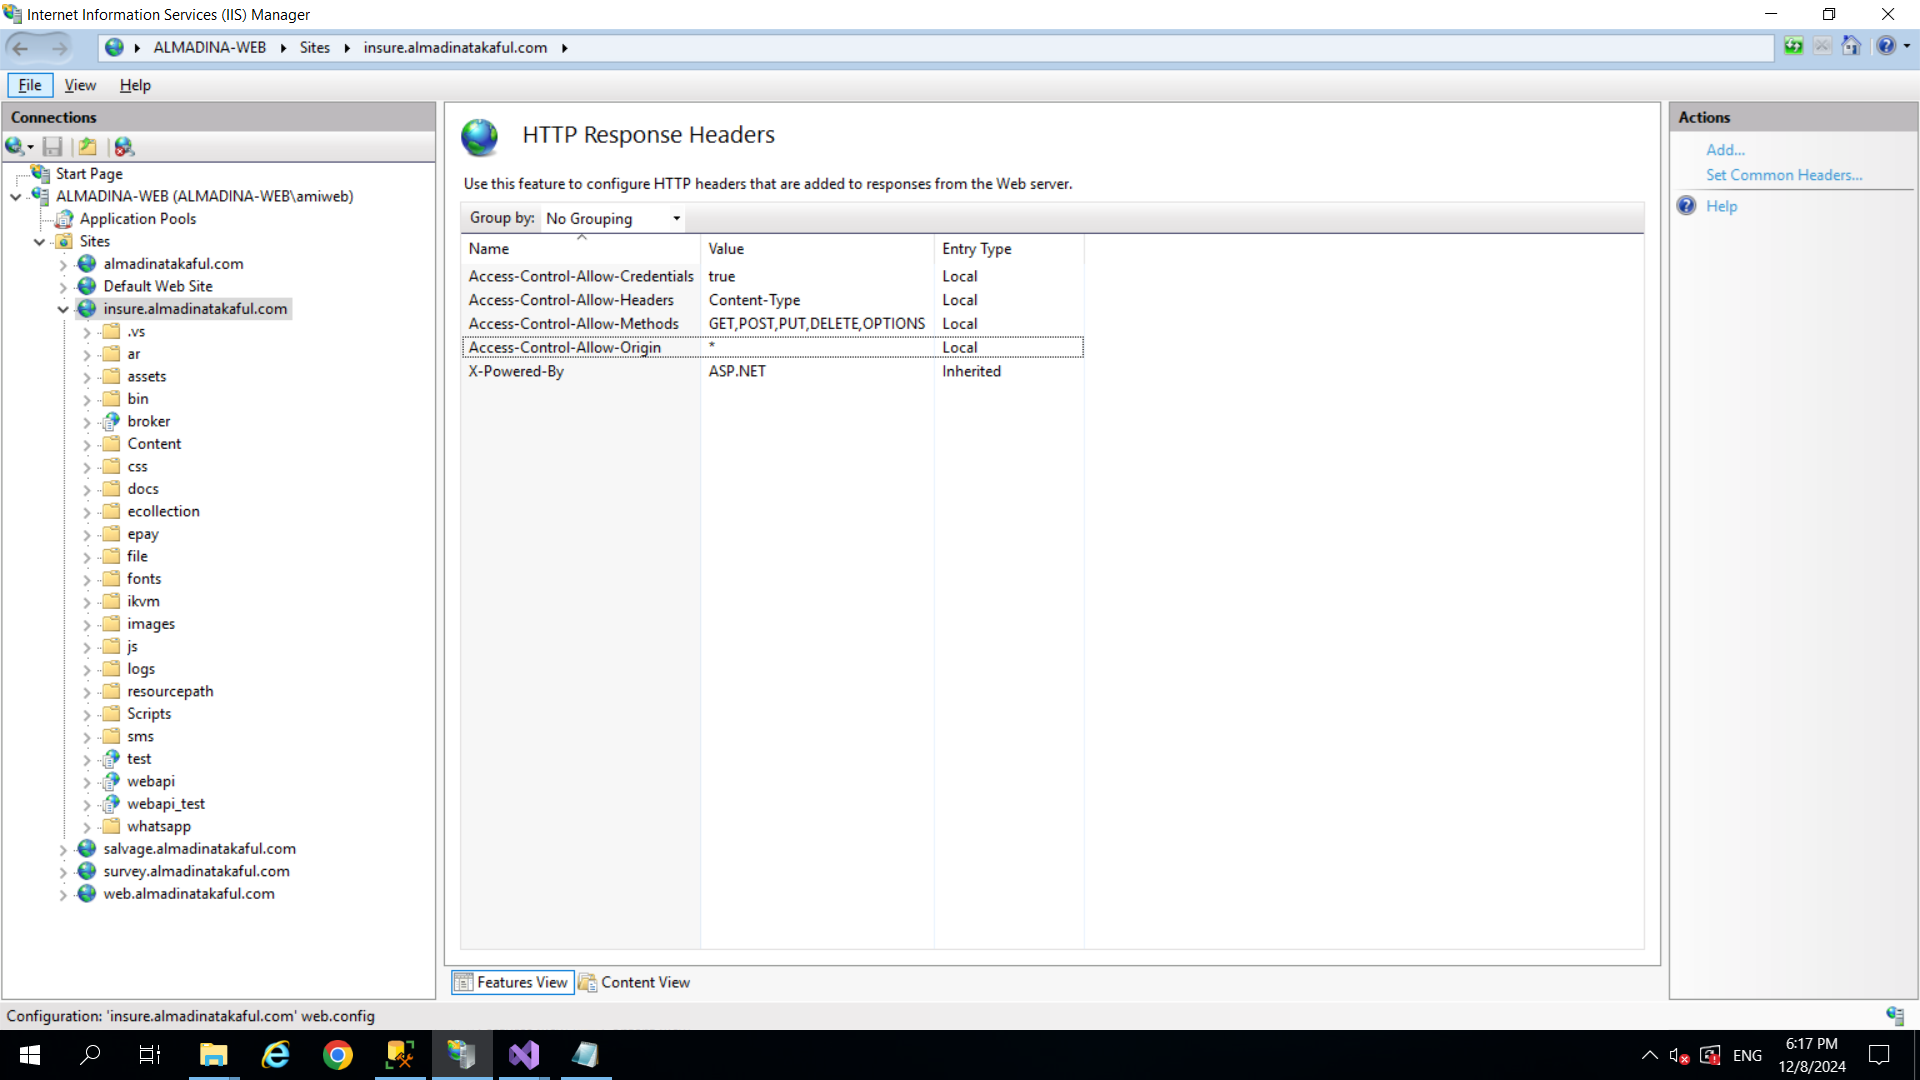 Internet Information Services (IIS) Manager
ALMADINA-WEB
Sites
insure.almadinatakaful.com
File
View
Help
Connections
Start Page
ALMADINA-WEB (ALMADINA-WEB\amiweb)
Application Pools
Sites
almadinatakaful.com
Default Web Site
insure.almadinatakaful.com
.vs
ar
assets
bin
broker
Content
css
docs
ecollection
epay
file
fonts
ikvm
images
js
logs
resourcepath
Scripts
sms
test
webapi
webapi_test
whatsapp
salvage.almadinatakaful.com
survey.almadinatakaful.com
web.almadinatakaful.com
HTTP Response Headers
Use this feature to configure HTTP headers that are added to responses from the Web server.
Group by: No Grouping
Name Value Entry Type
Access-Control-Allow-Credentials true Local
Access-Control-Allow-Headers Content-Type Local
Access-Control-Allow-Methods GET,POST,PUT,DELETE,OPTIONS Local
Access-Control-Allow-Origin * Local
X-Powered-By ASP.NET Inherited
Features View
Content View
Actions
Add...
Set Common Headers...
Help
Configuration: 'insure.almadinatakaful.com' web.config
ENG
6:17 PM
12/8/2024